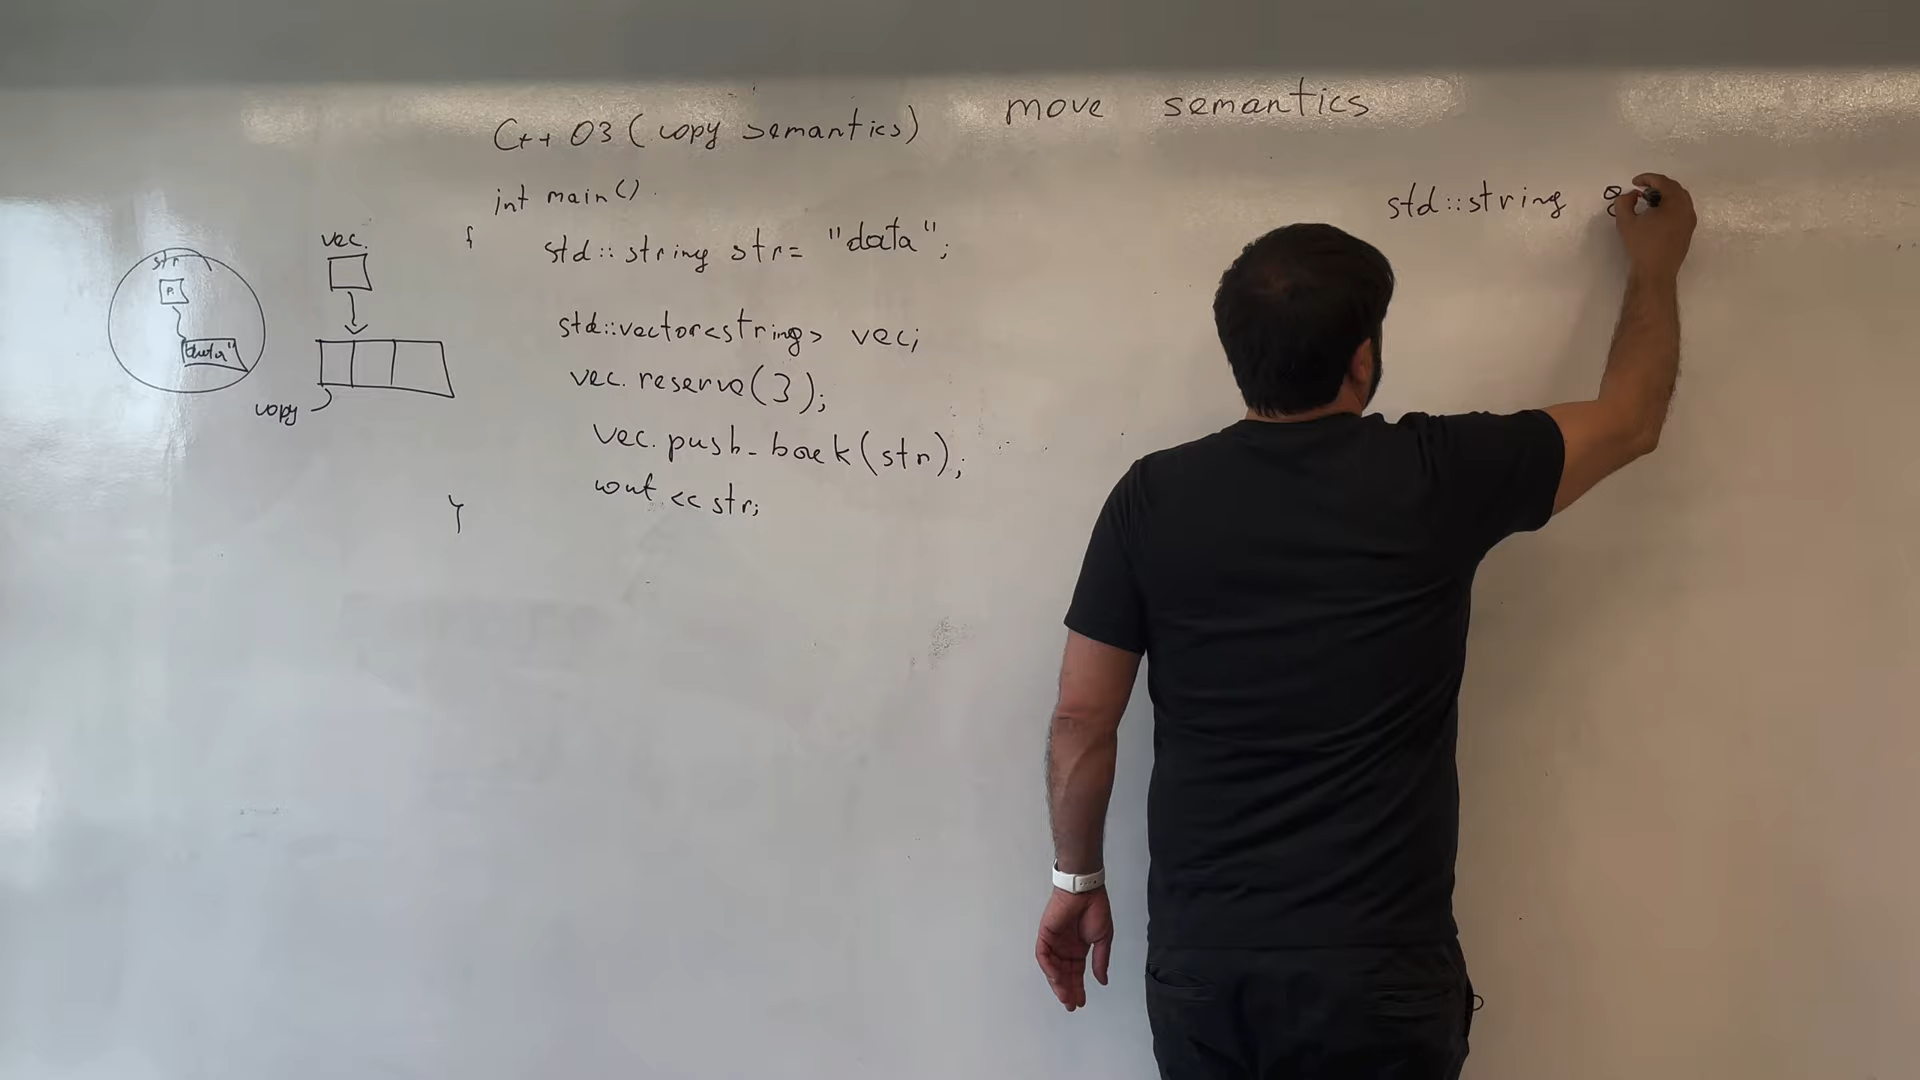 move semantics
C++ 03 (copy semantics)
int main()
{
std::string str= "data";
std::vector<string> vec;
vec.reserve(3);
vec.push_back(str);
cout << str;
}
str
"data"
vec.
copy
std::string &